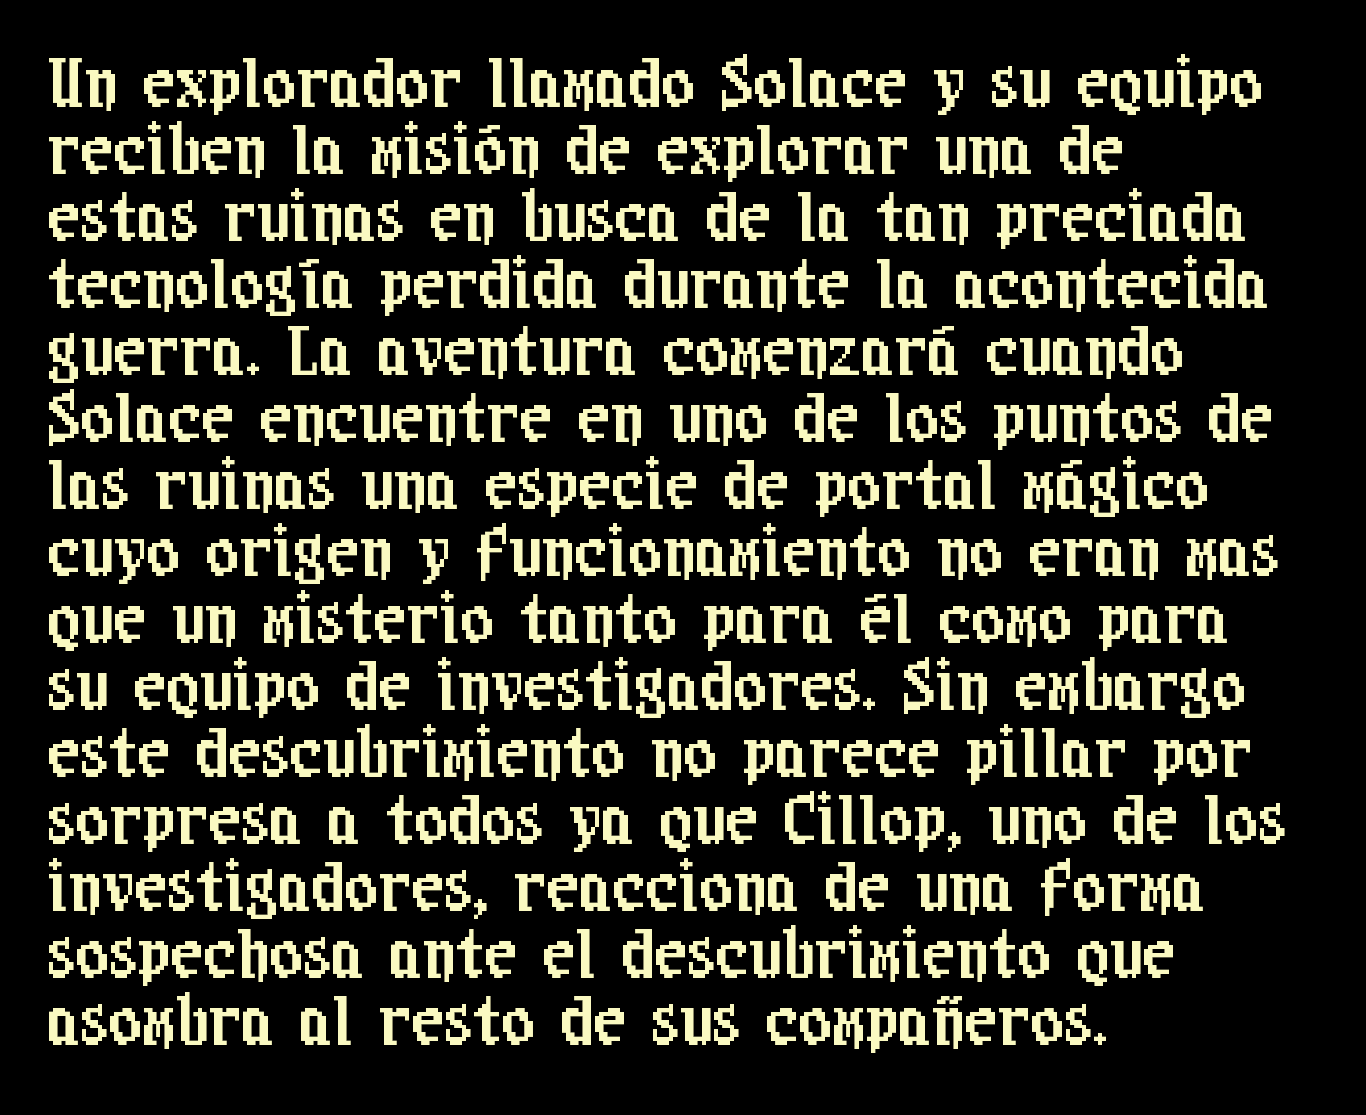 Un explorador llamado Solace y su equipo
reciben la misión de explorar una de
estas ruinas en busca de la tan preciada
tecnología perdida durante la acontecida
guerra. La aventura comenzará cuando
Solace encuentre en uno de los puntos de
las ruinas una especie de portal mágico
cuyo origen y funcionamiento no eran mas
que un misterio tanto para él como para
su equipo de investigadores. Sin embargo
este descubrimiento no parece pillar por
sorpresa a todos ya que Cillop, uno de los
investigadores, reacciona de una forma
sospechosa ante el descubrimiento que
asombra al resto de sus compañeros.